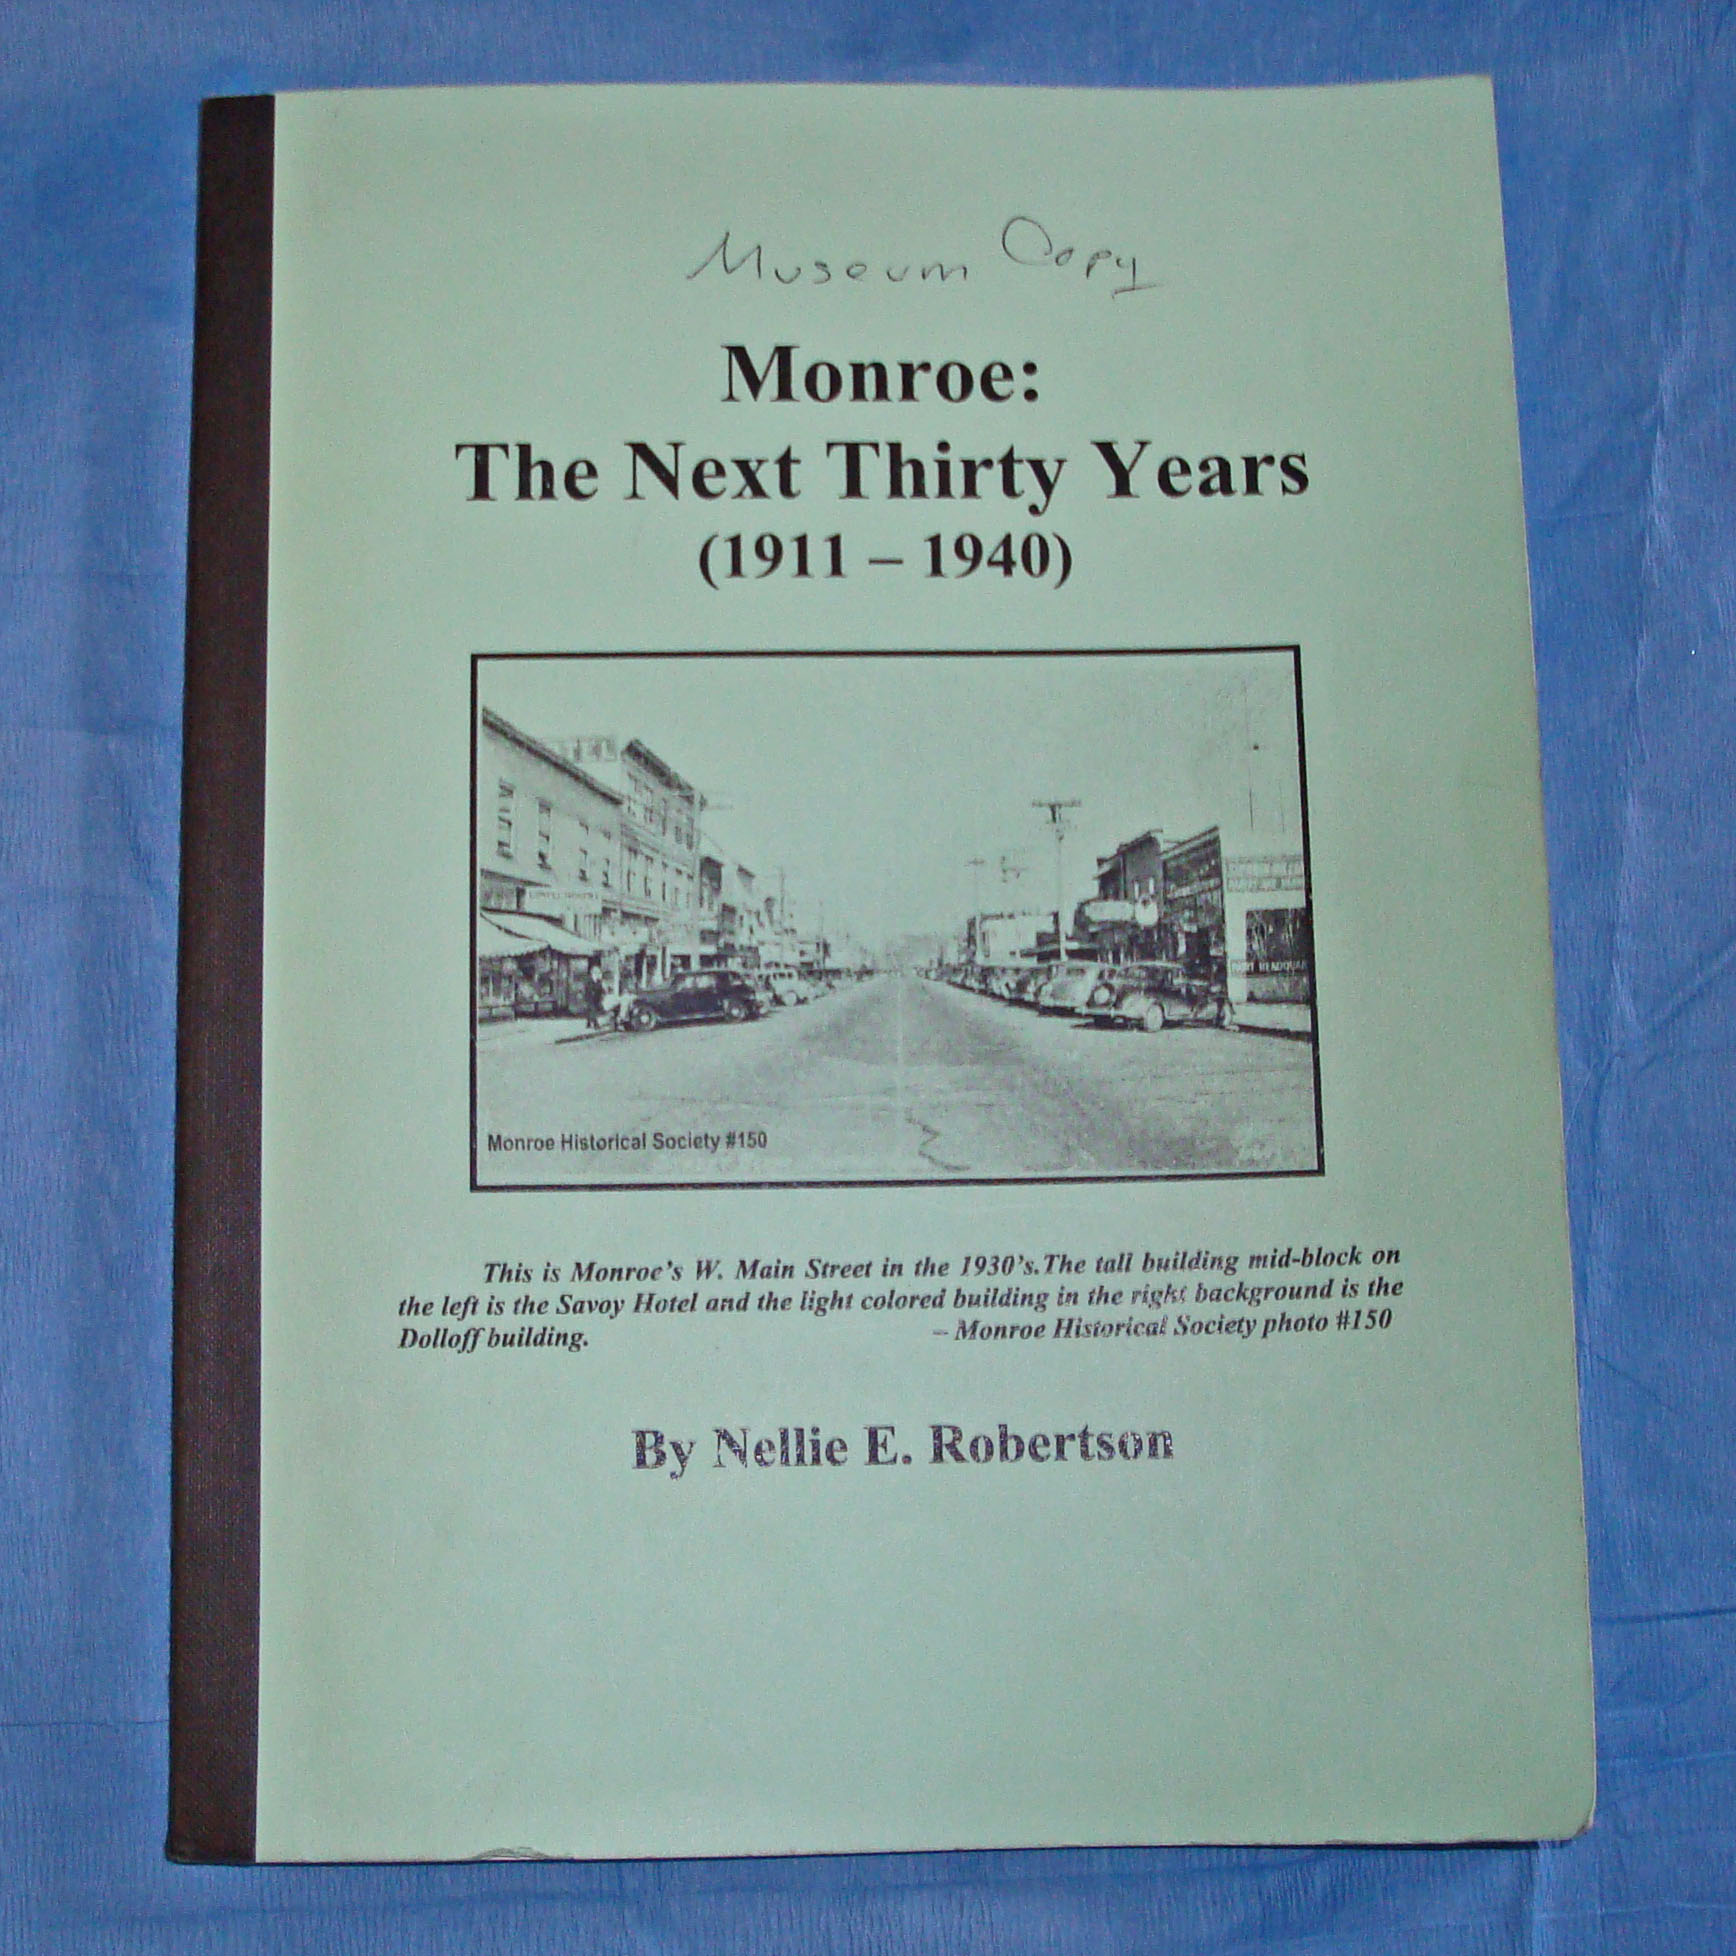 Museum Copy
Monroe:
The Next Thirty Years
(1911 – 1940)
Monroe Historical Society #150
This is Monroe's W. Main Street in the 1930's.The tall building mid-block on
the left is the Savoy Hotel and the light colored building in the right background is the
Dolloff building. – Monroe Historical Society photo #150
By Nellie E. Robertson